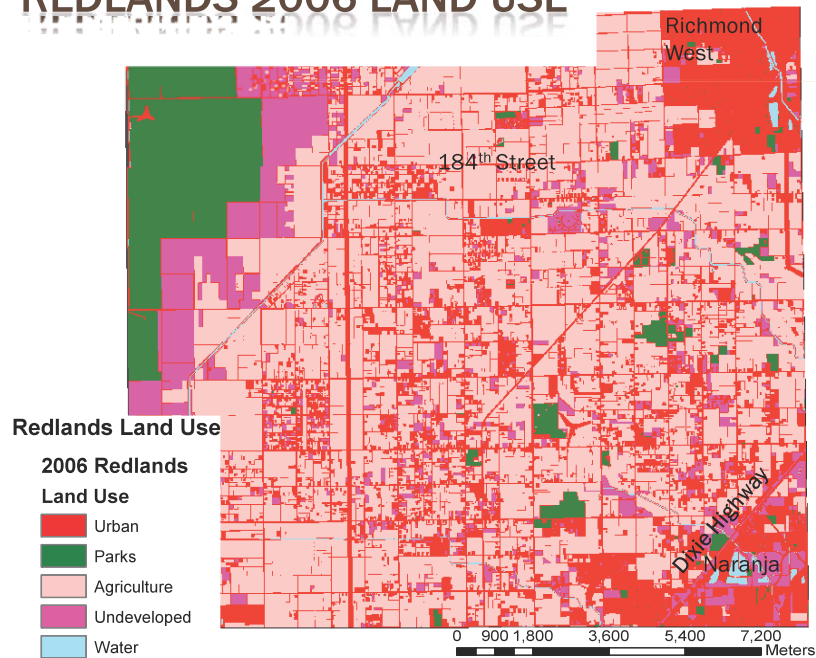 REDLANDS 2006 LAND USE
Richmond
West
184th Street
Redlands Land Use
2006 Redlands
Land Use
Urban
Parks
Agriculture
Undeveloped
Water
Dixie Highway
Naranja
0 900 1,800 3,600 5,400 7,200
Meters